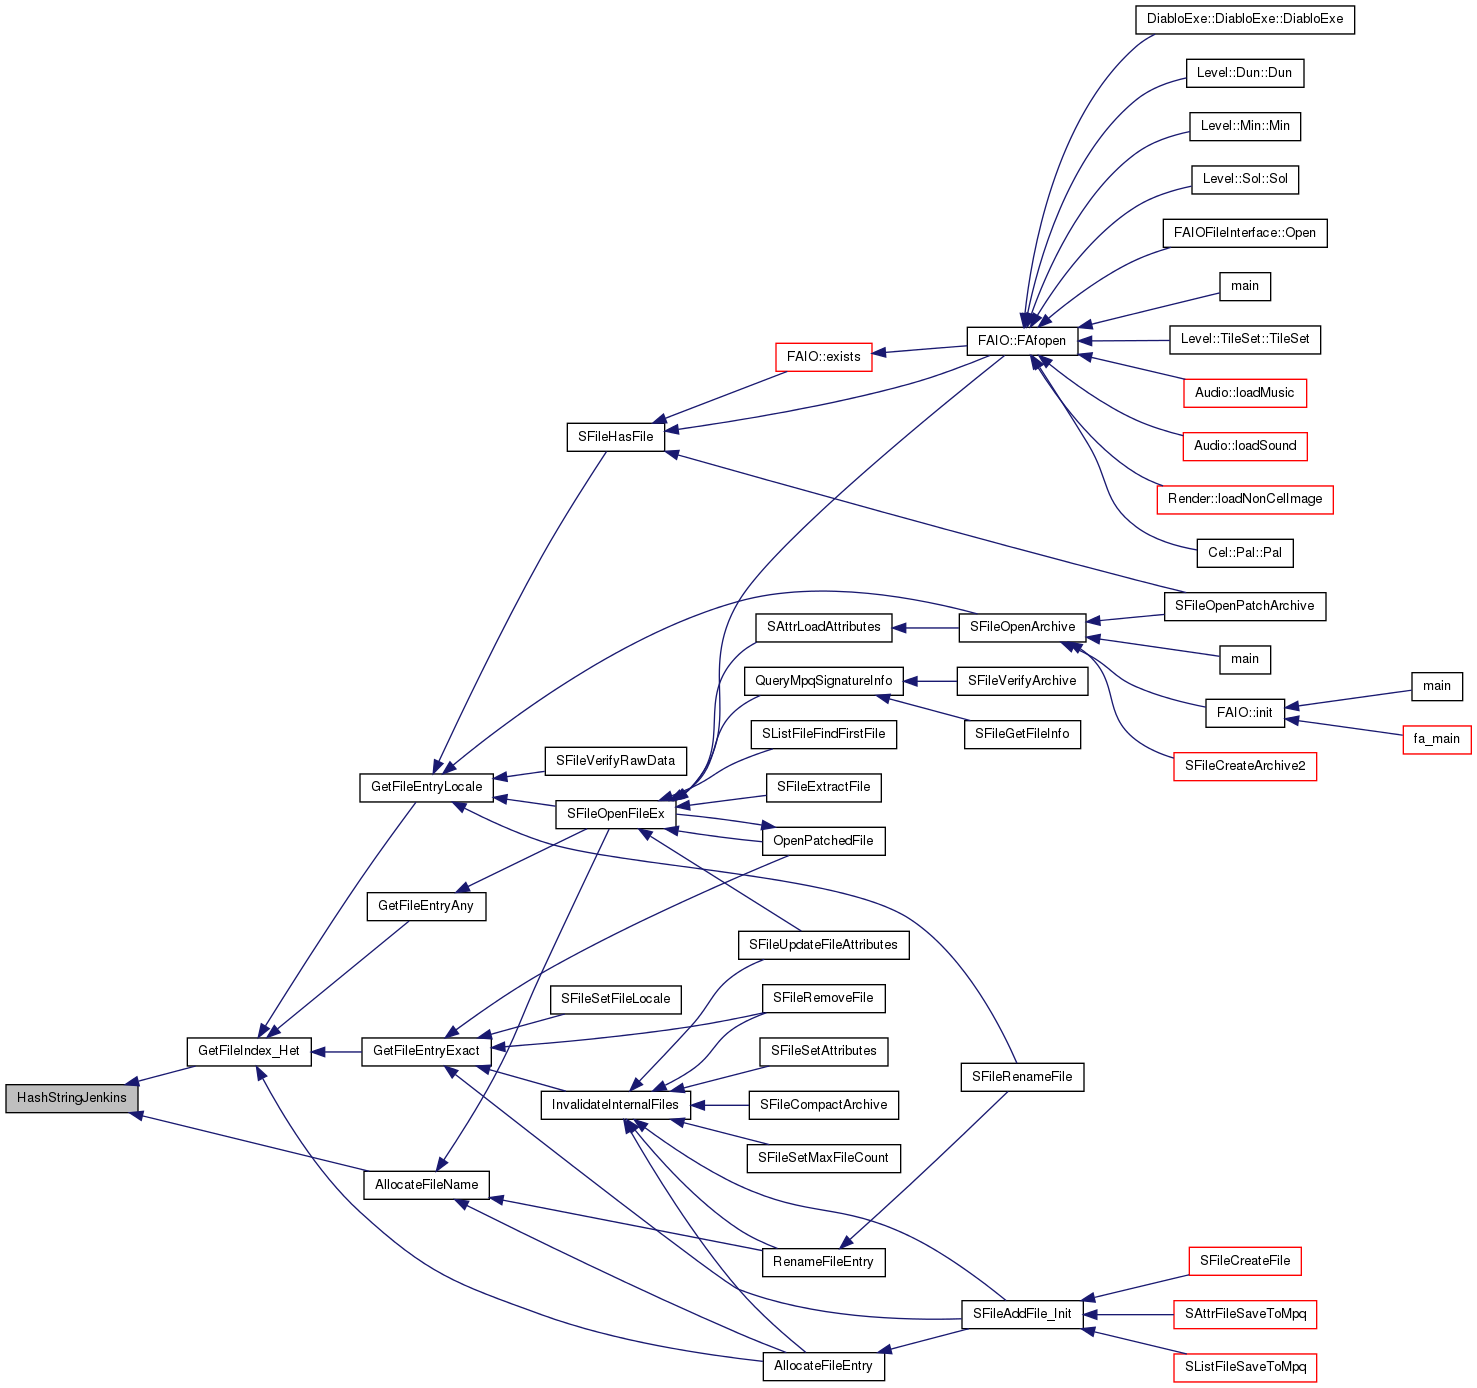 DiabloExe::DiabloExe::DiabloExe
Level::Dun::Dun
Level::Min::Min
Level::Sol::Sol
FAIOFileInterface::Open
main
FAIO::FAfopen
Level::TileSet::TileSet
FAIO::exists
Audio::loadMusic
SFileHasFile
Audio::loadSound
Render::loadNonCelImage
Cel::Pal::Pal
SFileOpenPatchArchive
SAttrLoadAttributes
SFileOpenArchive
main
QueryMpqSignatureInfo
SFileVerifyArchive
main
FAIO::init
SListFileFindFirstFile
SFileGetFileInfo
fa_main
SFileVerifyRawData
SFileCreateArchive2
GetFileEntryLocale
SFileExtractFile
SFileOpenFileEx
OpenPatchedFile
GetFileEntryAny
SFileUpdateFileAttributes
SFileSetFileLocale
SFileRemoveFile
GetFileIndex_Het
GetFileEntryExact
SFileSetAttributes
SFileRenameFile
HashStringJenkins
InvalidateInternalFiles
SFileCompactArchive
SFileSetMaxFileCount
AllocateFileName
RenameFileEntry
SFileCreateFile
SFileAddFile_Init
SAttrFileSaveToMpq
AllocateFileEntry
SListFileSaveToMpq